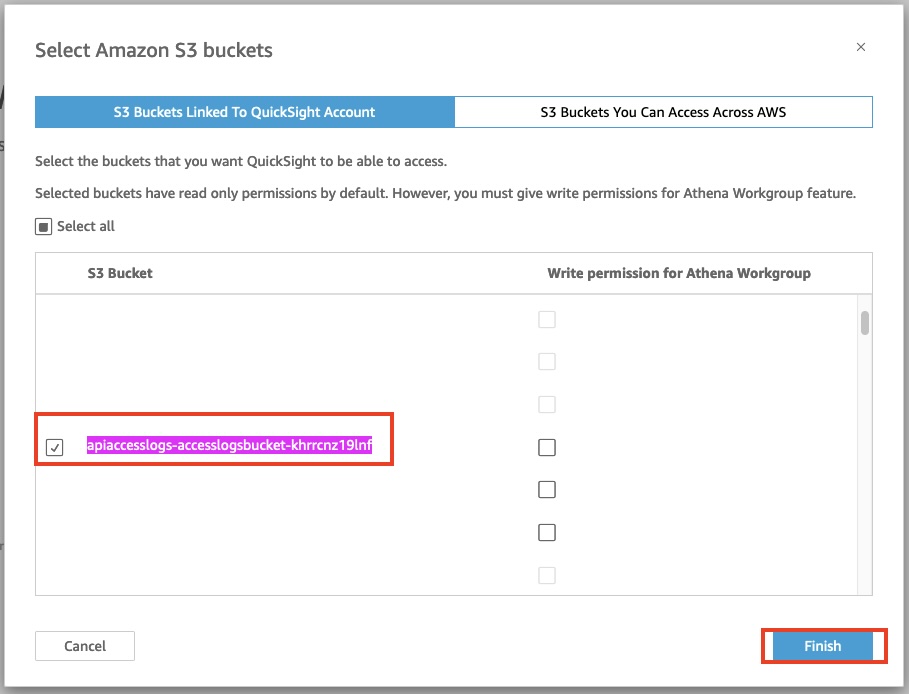 Select Amazon S3 buckets
S3 Buckets Linked To QuickSight Account
S3 Buckets You Can Access Across AWS
Select the buckets that you want QuickSight to be able to access.
Selected buckets have read only permissions by default. However, you must give write permissions for Athena Workgroup feature.
Select all
S3 Bucket
Write permission for Athena Workgroup
apiaccesslogs-accesslogsbucket-khrrcnz19lnf
Cancel
Finish